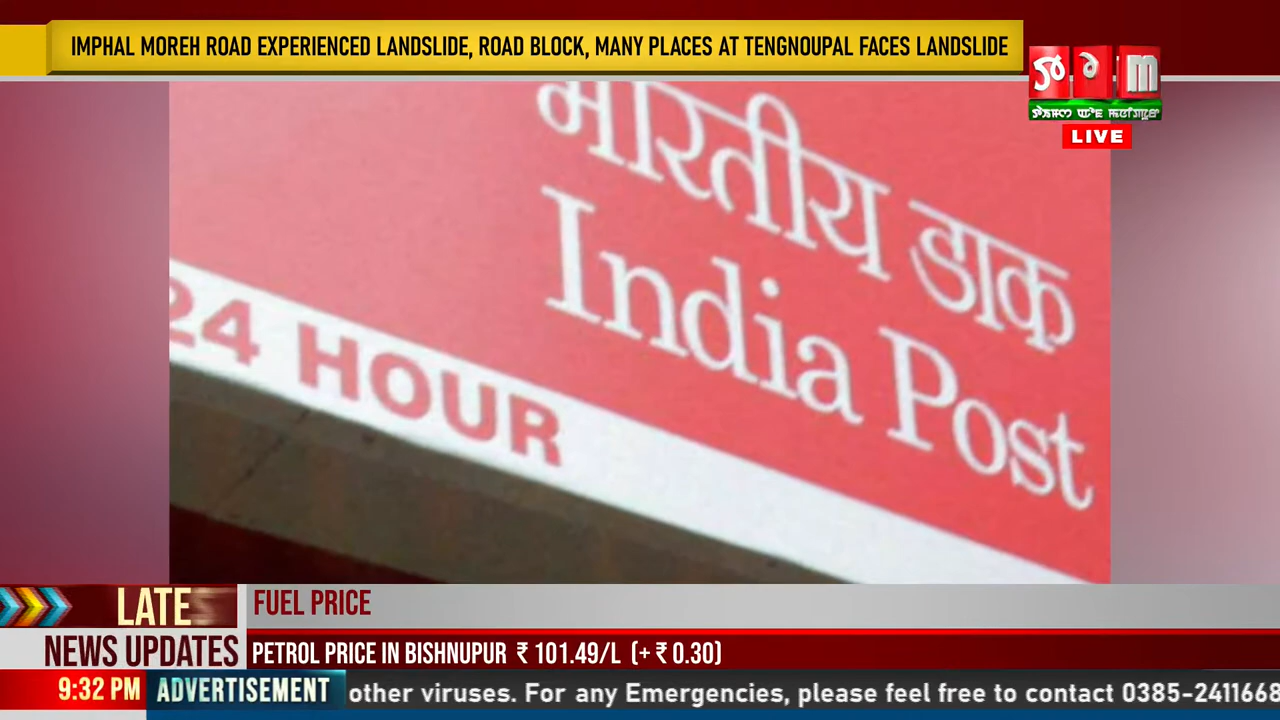 IMPHAL MOREH ROAD EXPERIENCED LANDSLIDE, ROAD BLOCK, MANY PLACES AT TENGNOUPAL FACES LANDSLIDE
LIVE
भारतीय डाक
India Post
24 HOUR
LATE
NEWS UPDATES
FUEL PRICE
PETROL PRICE IN BISHNUPUR ₹ 101.49/L (+ ₹ 0.30)
9:32 PM
ADVERTISEMENT
other viruses. For any Emergencies, please feel free to contact 0385-2411668